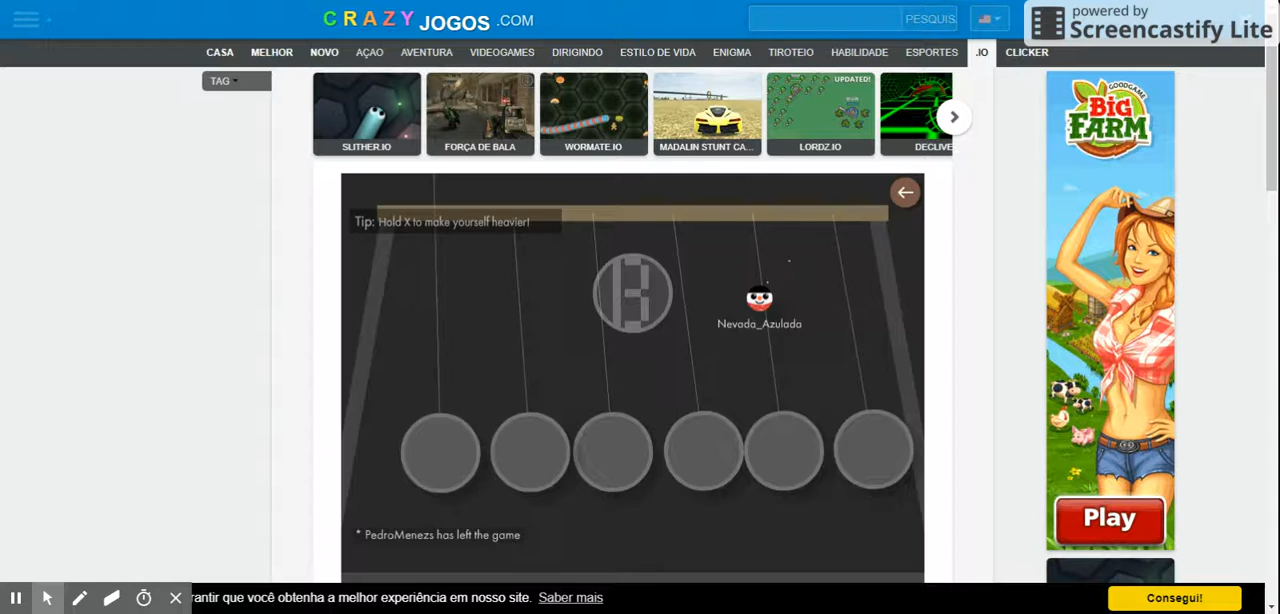 CRAZY JOGOS .COM
PESQUIS
powered by
Screencastify Lite
CASA MELHOR NOVO AÇAO AVENTURA VIDEOGAMES DIRIGINDO ESTILO DE VIDA ENIGMA TIROTEIO HABILIDADE ESPORTES .IO CLICKER
TAG
UPDATED!
SLITHER.IO FORÇA DE BALA WORMATE.IO MADALIN STUNT CA... LORDZ.IO DECLIVE
GOODGAME
BIG FARM
Tip: Hold X to make yourself heavier!
Nevada_Azulada
* PedroMenezs has left the game
Play
rantir que você obtenha a melhor experiência em nosso site. Saber mais
Consegui!